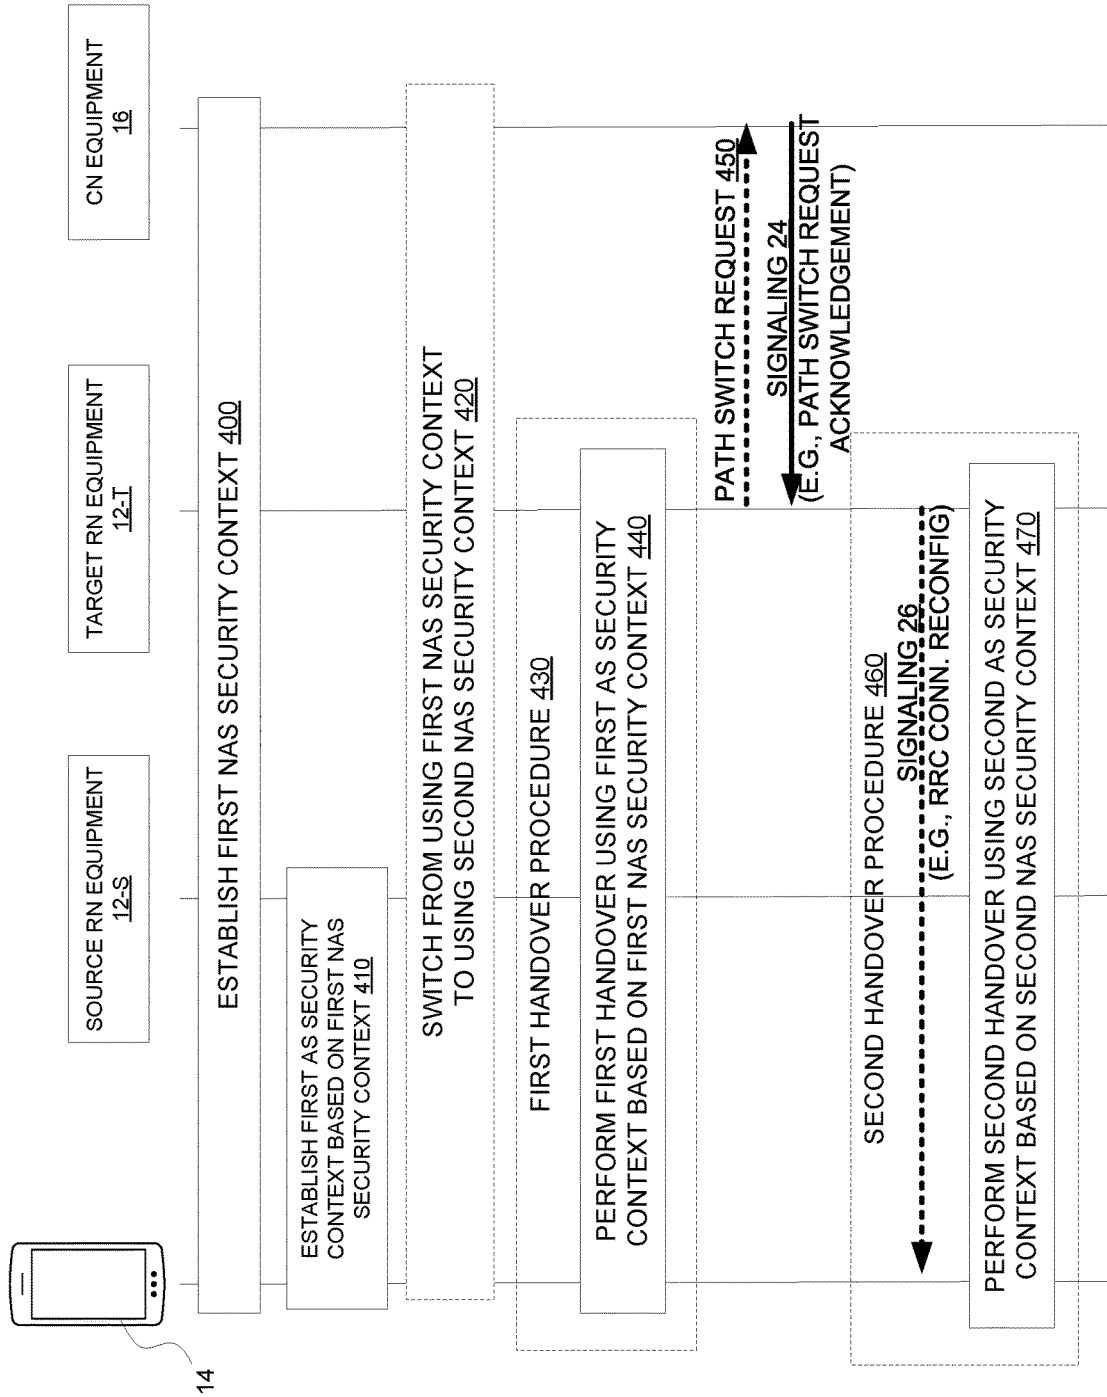 14
SOURCE RN EQUIPMENT
12-S
TARGET RN EQUIPMENT
12-T
CN EQUIPMENT
16
ESTABLISH FIRST NAS SECURITY CONTEXT 400
ESTABLISH FIRST AS SECURITY
CONTEXT BASED ON FIRST NAS
SECURITY CONTEXT 410
SWITCH FROM USING FIRST NAS SECURITY CONTEXT
TO USING SECOND NAS SECURITY CONTEXT 420
FIRST HANDOVER PROCEDURE 430
PERFORM FIRST HANDOVER USING FIRST AS SECURITY
CONTEXT BASED ON FIRST NAS SECURITY CONTEXT 440
PATH SWITCH REQUEST 450
SIGNALING 24
(E.G., PATH SWITCH REQUEST
ACKNOWLEDGEMENT)
SECOND HANDOVER PROCEDURE 460
SIGNALING 26
(E.G., RRC CONN. RECONFIG)
PERFORM SECOND HANDOVER USING SECOND AS SECURITY
CONTEXT BASED ON SECOND NAS SECURITY CONTEXT 470